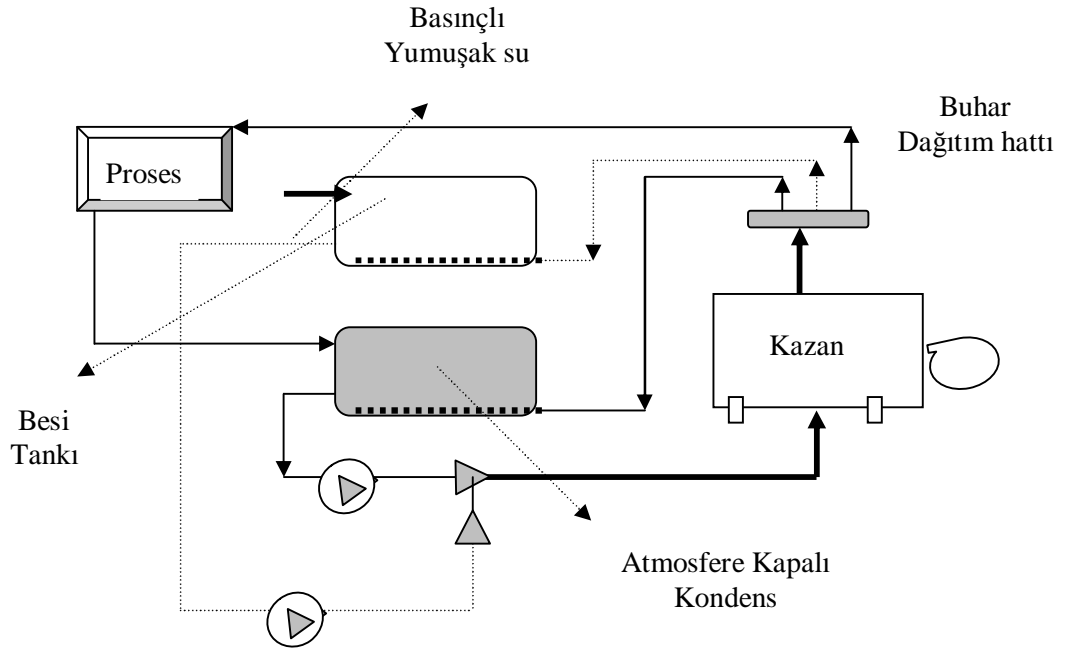 Basınçlı
Yumuşak su
Buhar
Dağıtım hattı
Proses
Kazan
Besi
Tankı
Atmosfere Kapalı
Kondens